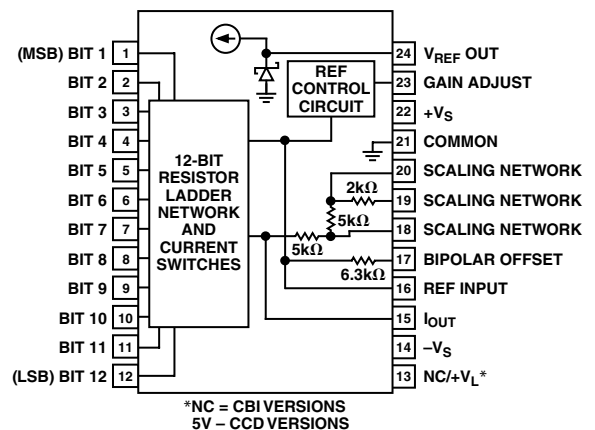 (MSB) BIT 1 1
BIT 2 2
BIT 3 3
BIT 4 4
BIT 5 5
BIT 6 6
BIT 7 7
BIT 8 8
BIT 9 9
BIT 10 10
BIT 11 11
(LSB) BIT 12 12
12-BIT
RESISTOR
LADDER
NETWORK
AND
CURRENT
SWITCHES
REF
CONTROL
CIRCUIT
2kΩ
5kΩ
5kΩ
6.3kΩ
24 VREF OUT
23 GAIN ADJUST
22 +VS
21 COMMON
20 SCALING NETWORK
19 SCALING NETWORK
18 SCALING NETWORK
17 BIPOLAR OFFSET
16 REF INPUT
15 IOUT
14 –VS
13 NC/+VL*
*NC = CBI VERSIONS
5V – CCD VERSIONS